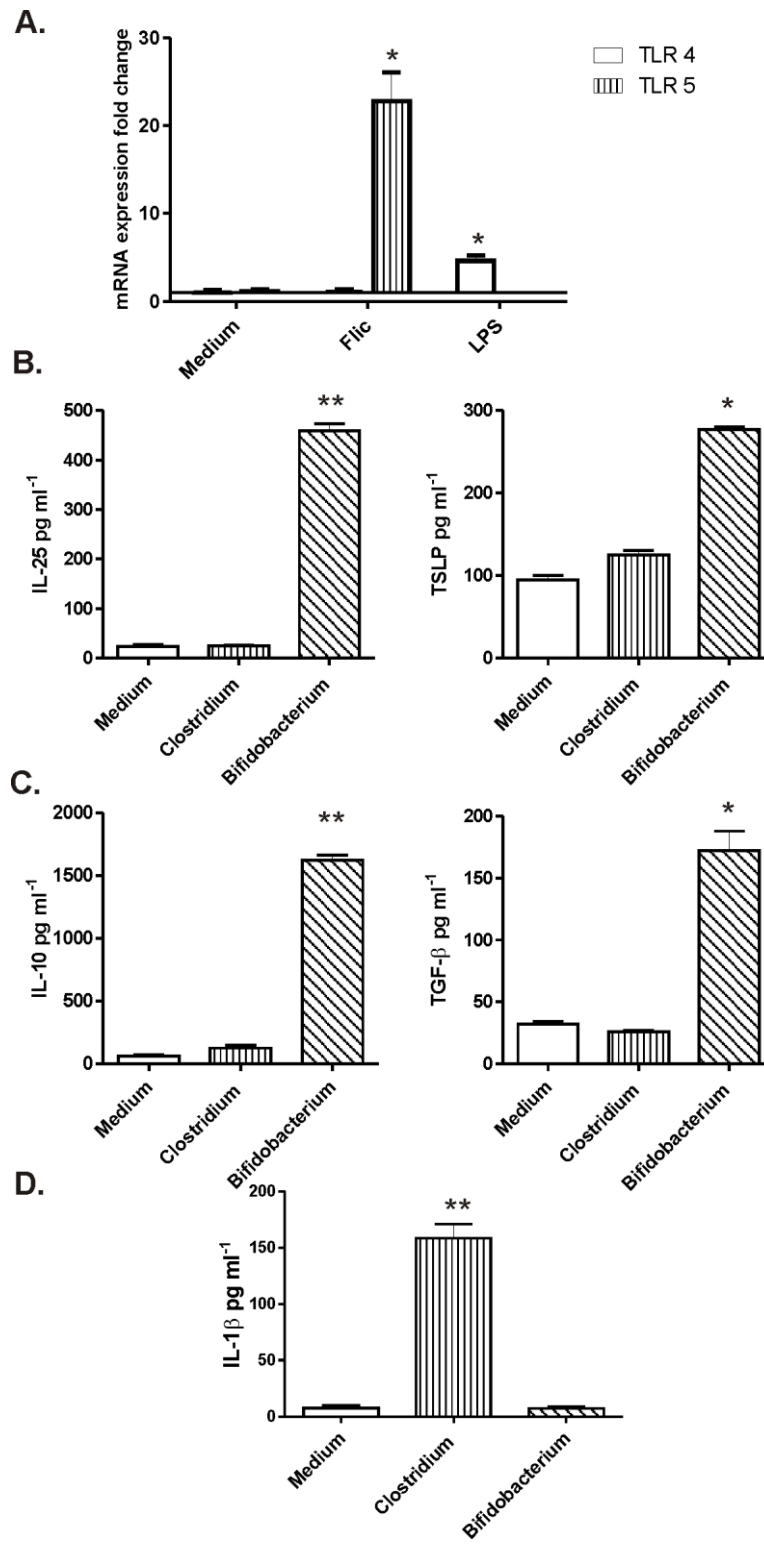 A.
mRNA expression fold change
30
20
10
0
*
*
TLR 4
TLR 5
Medium
Flic
LPS
B.
IL-25 pg ml-1
500
400
300
200
100
0
**
Medium
Clostridium
Bifidobacterium
TSLP pg ml-1
300
200
100
0
*
Medium
Clostridium
Bifidobacterium
C.
IL-10 pg ml-1
2000
1500
1000
500
0
**
Medium
Clostridium
Bifidobacterium
TGF-β pg ml-1
200
150
100
50
0
*
Medium
Clostridium
Bifidobacterium
D.
IL-1β pg ml-1
200
150
100
50
0
**
Medium
Clostridium
Bifidobacterium